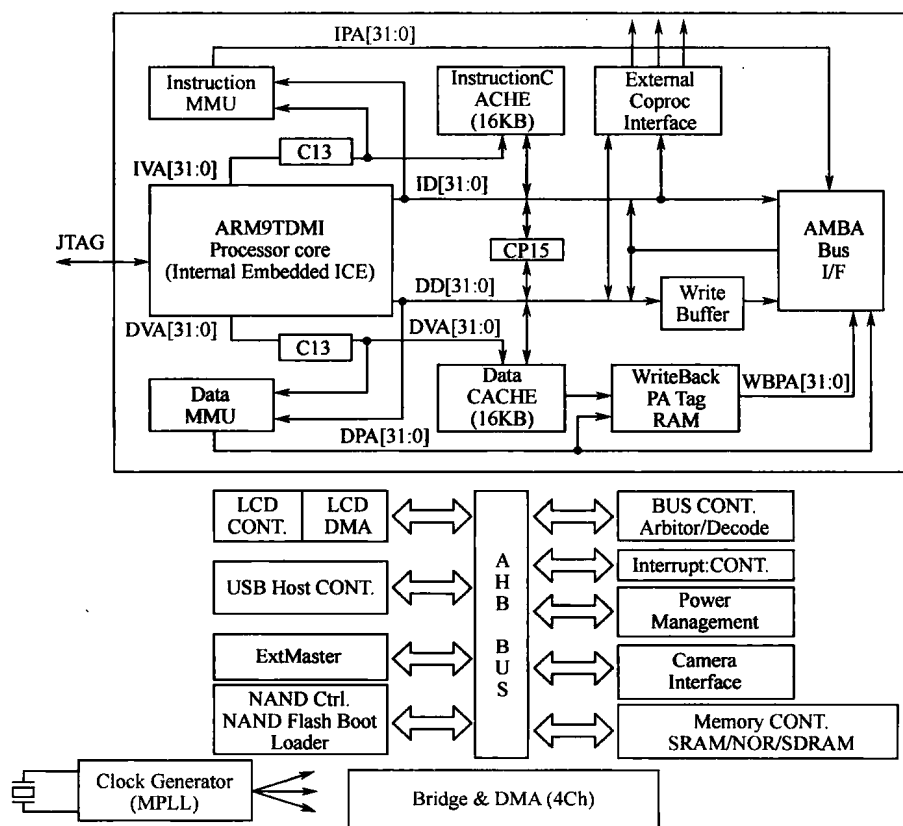 IPA[31:0]
Instruction
MMU
InstructionC
ACHE
(16KB)
External
Coproc
Interface
C13
IVA[31:0]
ID[31:0]
ARM9TDMI
Processor core
(Internal Embedded ICE)
JTAG
CP15
AMBA
Bus
I/F
DD[31:0]
Write
Buffer
DVA[31:0]
C13
DVA[31:0]
Data
MMU
Data
CACHE
(16KB)
WriteBack
PA Tag
RAM
WBPA[31:0]
DPA[31:0]
LCD
CONT.
LCD
DMA
BUS CONT.
Arbitor/Decode
USB Host CONT.
Interrupt:CONT.
Power
Management
AHB BUS
ExtMaster
Camera
Interface
NAND Ctrl.
NAND Flash Boot
Loader
Memory CONT.
SRAM/NOR/SDRAM
Clock Generator
(MPLL)
Bridge & DMA (4Ch)